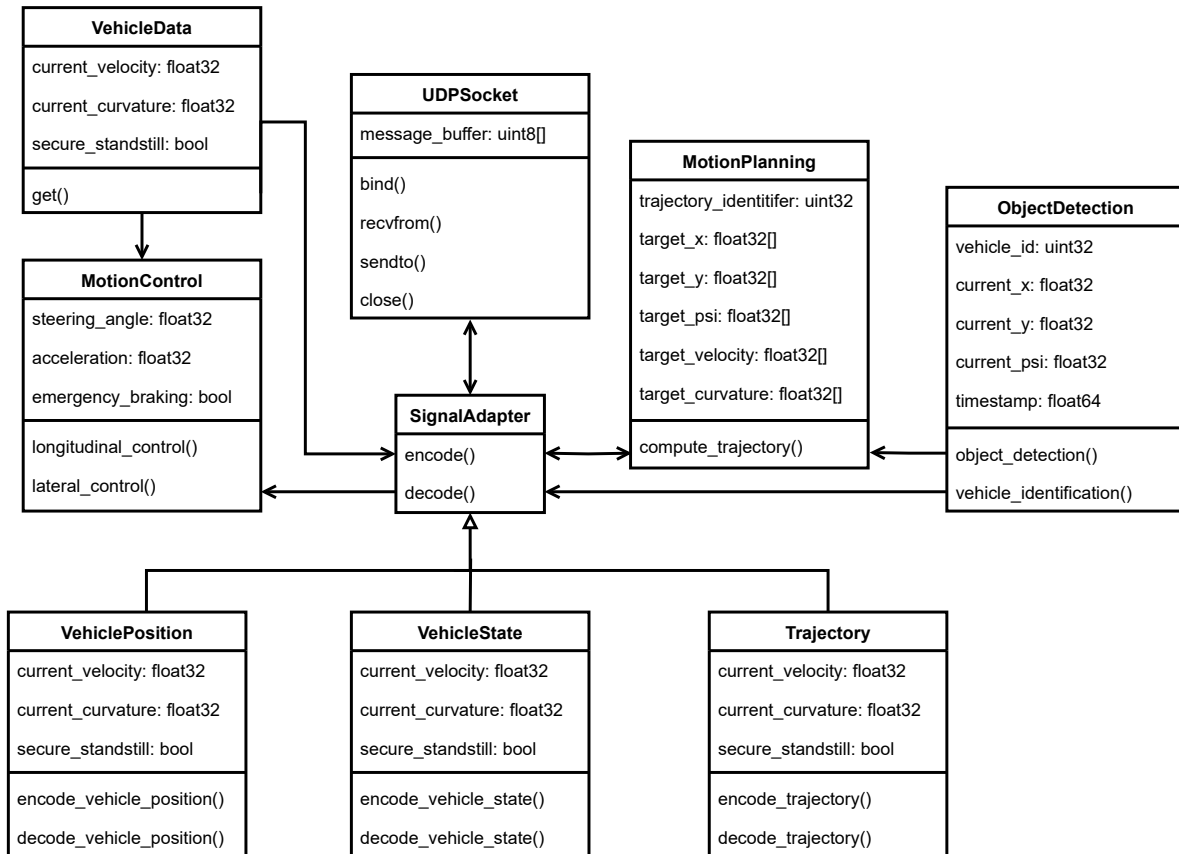 VehicleData
current_velocity: float32
current_curvature: float32
secure_standstill: bool
get()
UDPSocket
message_buffer: uint8[]
bind()
recvfrom()
sendto()
close()
MotionPlanning
trajectory_identitifer: uint32
target_x: float32[]
target_y: float32[]
target_psi: float32[]
target_velocity: float32[]
target_curvature: float32[]
compute_trajectory()
ObjectDetection
vehicle_id: uint32
current_x: float32
current_y: float32
current_psi: float32
timestamp: float64
object_detection()
vehicle_identification()
MotionControl
steering_angle: float32
acceleration: float32
emergency_braking: bool
longitudinal_control()
lateral_control()
SignalAdapter
encode()
decode()
VehiclePosition
current_velocity: float32
current_curvature: float32
secure_standstill: bool
encode_vehicle_position()
decode_vehicle_position()
VehicleState
current_velocity: float32
current_curvature: float32
secure_standstill: bool
encode_vehicle_state()
decode_vehicle_state()
Trajectory
current_velocity: float32
current_curvature: float32
secure_standstill: bool
encode_trajectory()
decode_trajectory()